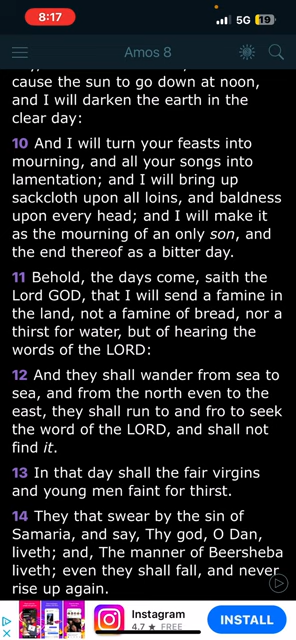 8:17
5G 19
Amos 8
cause the sun to go down at noon,
and I will darken the earth in the
clear day:
10 And I will turn your feasts into
mourning, and all your songs into
lamentation; and I will bring up
sackcloth upon all loins, and baldness
upon every head; and I will make it
as the mourning of an only son, and
the end thereof as a bitter day.
11 Behold, the days come, saith the
Lord GOD, that I will send a famine in
the land, not a famine of bread, nor a
thirst for water, but of hearing the
words of the LORD:
12 And they shall wander from sea to
sea, and from the north even to the
east, they shall run to and fro to seek
the word of the LORD, and shall not
find it.
13 In that day shall the fair virgins
and young men faint for thirst.
14 They that swear by the sin of
Samaria, and say, Thy god, O Dan,
liveth; and, The manner of Beersheba
liveth; even they shall fall, and never
rise up again.
Instagram
4.7 ★ FREE
INSTALL